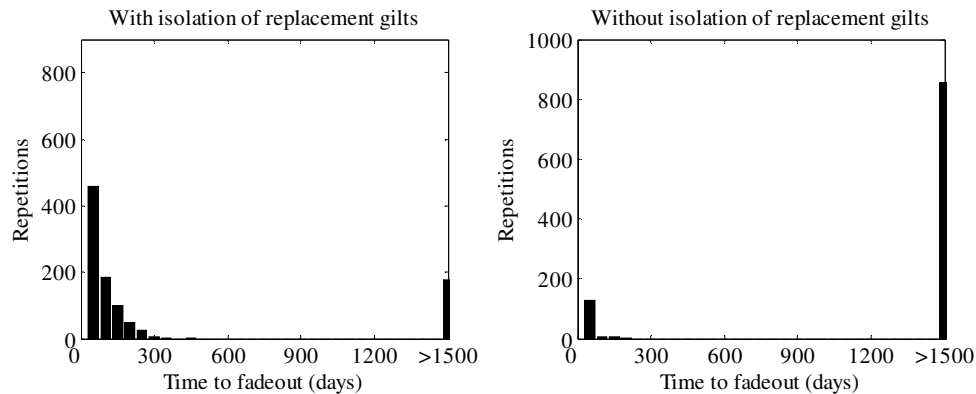 With isolation of replacement gilts
800
600
400
200
0
Repetitions
0 300 600 900 1200 >1500
Time to fadeout (days)
Without isolation of replacement gilts
1000
800
600
400
200
0
Repetitions
0 300 600 900 1200 >1500
Time to fadeout (days)